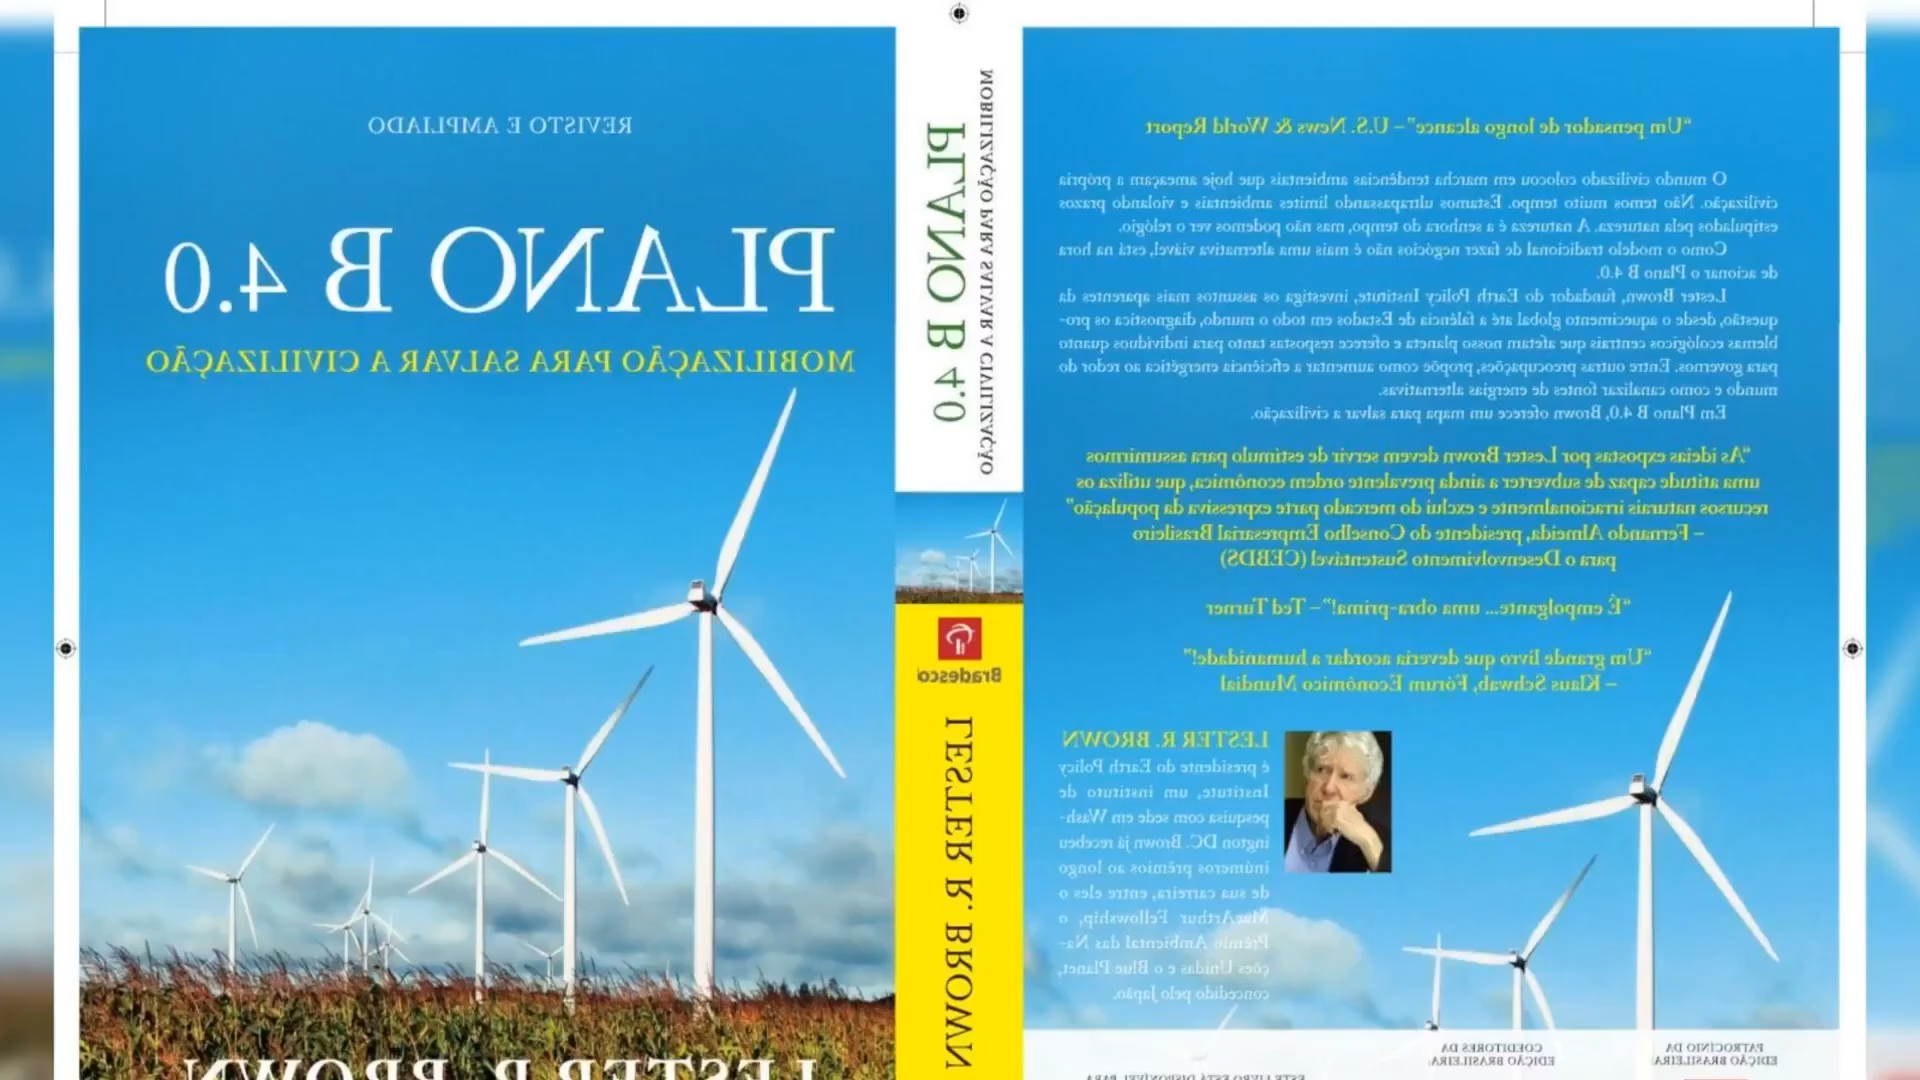 REVISTO E AMPLIADO
PLANO B 4.0
MOBILIZAÇÃO PARA SALVAR A CIVILIZAÇÃO
LESTER R. BROWN
MOBILIZAÇÃO PARA SALVAR A CIVILIZAÇÃO
PLANO B 4.0
Bradesco
LESTER R. BROWN
“Um pensador de longo alcance” – U.S. News & World Report
O mundo civilizado colocou em marcha tendências ambientais que hoje ameaçam a própria
civilização. Não temos muito tempo. Estamos ultrapassando limites ambientais e violando prazos
estipulados pela natureza. A natureza é a senhora do tempo, mas não podemos ver o relógio.
Como o modelo tradicional de fazer negócios não é mais uma alternativa viável, está na hora
de acionar o Plano B 4.0.
Lester Brown, fundador do Earth Policy Institute, investiga os assuntos mais aparentes da
questão, desde o aquecimento global até a falência de Estados em todo o mundo, diagnostica os pro-
blemas ecológicos centrais que afetam nosso planeta e oferece respostas tanto para indivíduos quanto
para governos. Entre outras preocupações, propõe como aumentar a eficiência energética ao redor do
mundo e como canalizar fontes de energias alternativas.
Em Plano B 4.0, Brown oferece um mapa para salvar a civilização.
“As ideias expostas por Lester Brown devem servir de estímulo para assumirmos
uma atitude capaz de subverter a ainda prevalente ordem econômica, que utiliza os
recursos naturais irracionalmente e exclui do mercado parte expressiva da população”
– Fernando Almeida, presidente do Conselho Empresarial Brasileiro
para o Desenvolvimento Sustentável (CEBDS)
“É empolgante... uma obra-prima!” – Ted Turner
“Um grande livro que deveria acordar a humanidade!”
– Klaus Schwab, Fórum Econômico Mundial
LESTER R. BROWN
é presidente do Earth Policy
Institute, um instituto de
pesquisa com sede em Wash-
ington DC. Brown já recebeu
inúmeros prêmios ao longo
de sua carreira, entre eles o
MacArthur Fellowship, o
Prêmio Ambiental das Na-
ções Unidas e o Blue Planet,
concedido pelo Japão.
PATROCÍNIO DA
EDIÇÃO BRASILEIRA:
COEDITORES DA
EDIÇÃO BRASILEIRA:
ESTE LIVRO ESTÁ DISPONÍVEL PARA